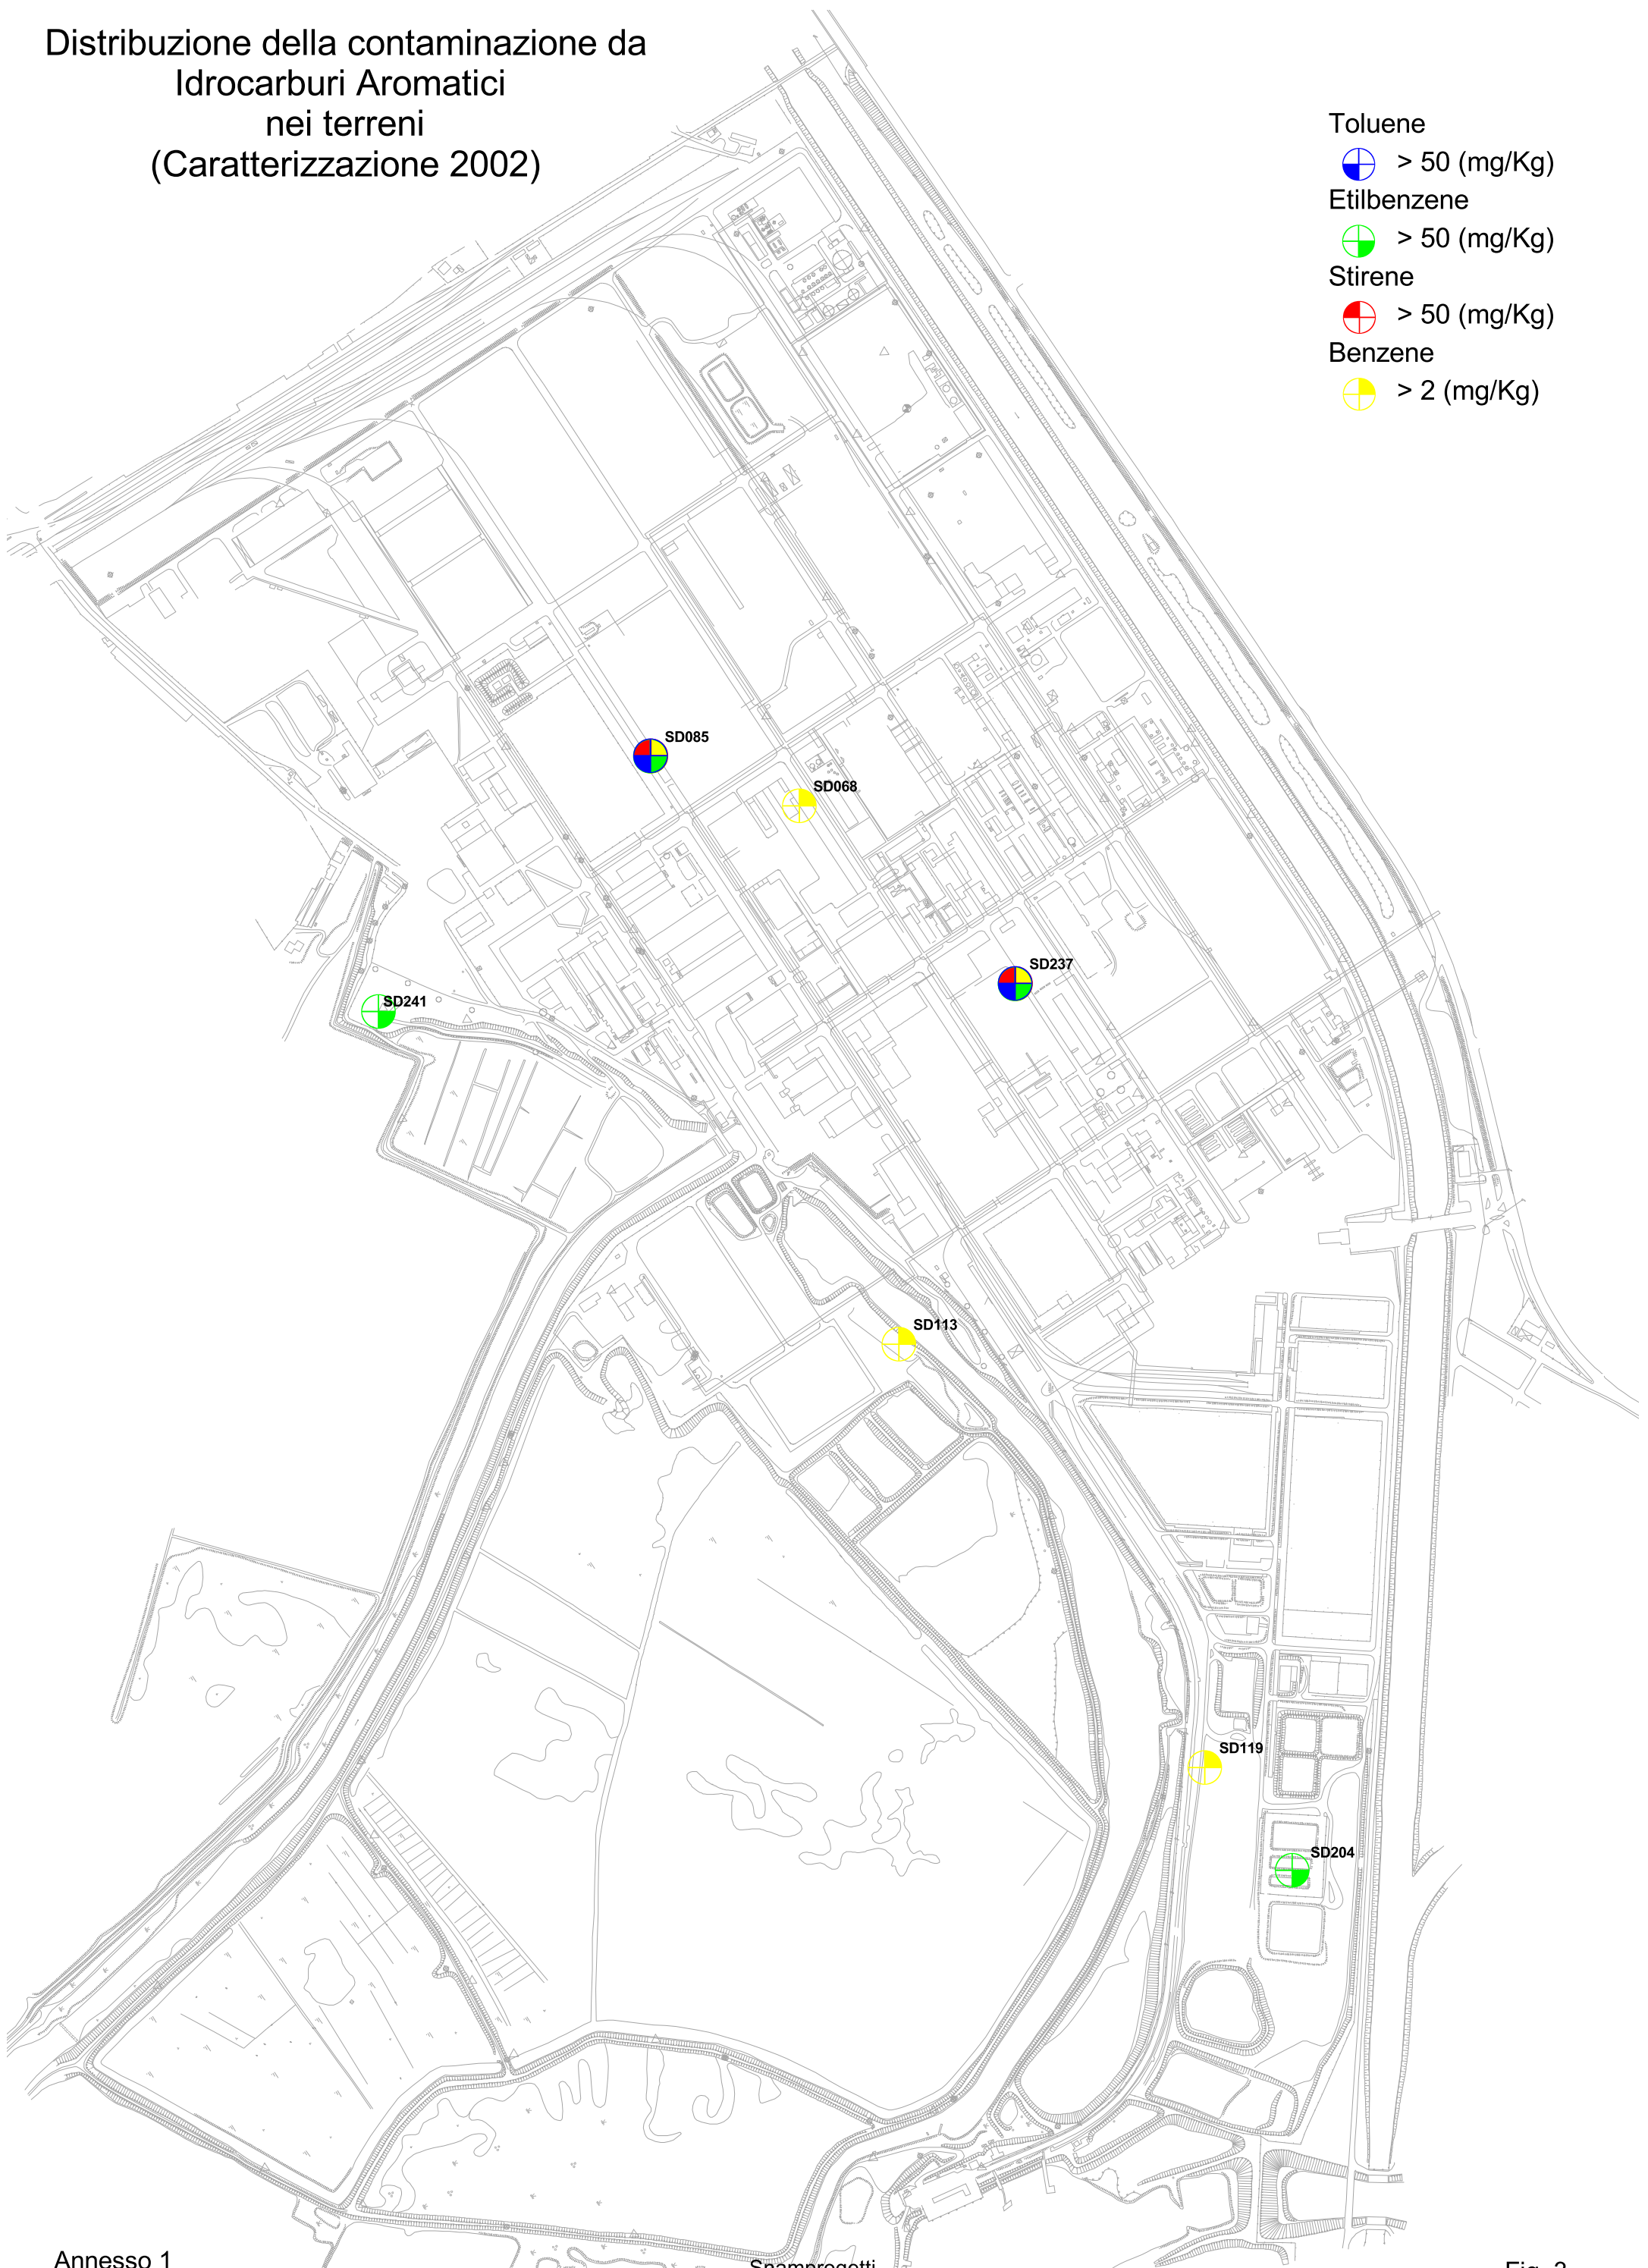 Distribuzione della contaminazione da
Idrocarburi Aromatici
nei terreni
(Caratterizzazione 2002)
Toluene
> 50 (mg/Kg)
Etilbenzene
> 50 (mg/Kg)
Stirene
> 50 (mg/Kg)
Benzene
> 2 (mg/Kg)
SD085
SD068
SD237
SD241
SD113
SD119
SD204
Annesso 1
Snamprogetti